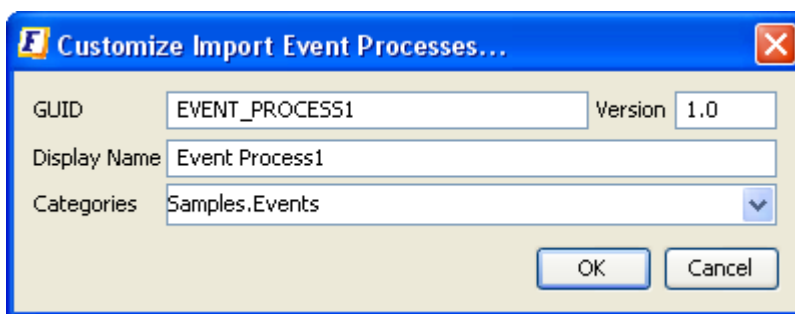 F Customize Import Event Processes...
GUID EVENT_PROCESS1 Version 1.0
Display Name Event Process1
Categories Samples.Events
OK Cancel